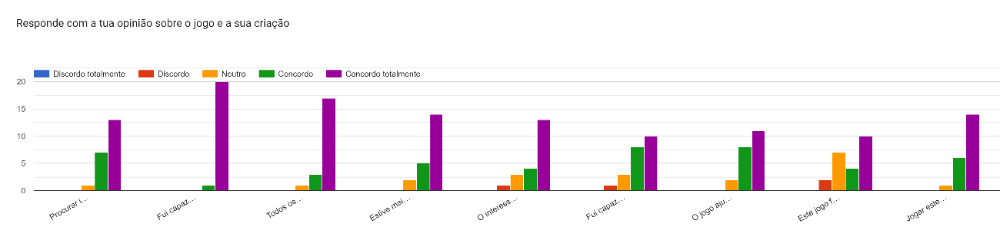 Responde com a tua opinião sobre o jogo e a sua criação
Discordo totalmente Discordo Neutro Concordo Concordo totalmente
20
15
10
5
0
Procurar i… Fui capaz… Todos os… Estive mai… O interess… Fui capaz… O jogo aju… Este jogo f… Jogar este…